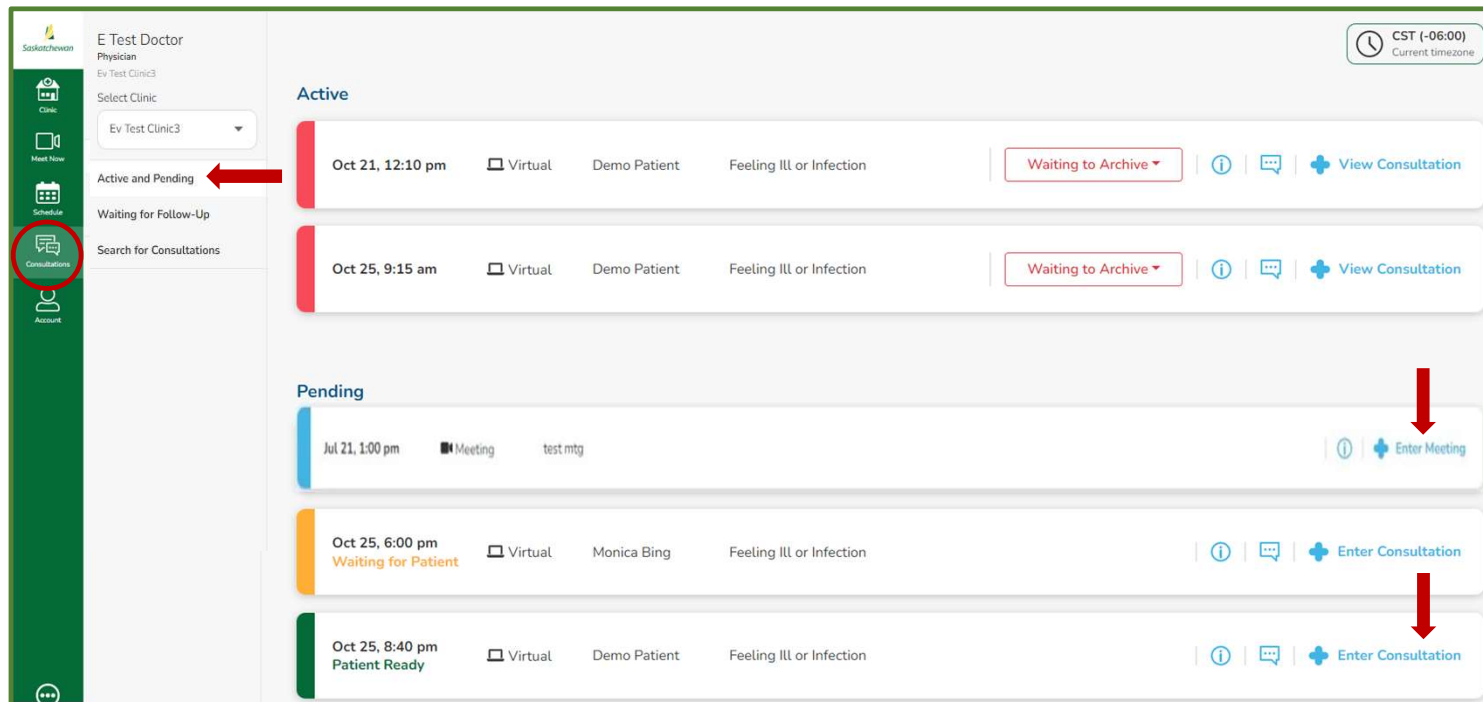 Saskatchewan
Clinic
Meet Now
Schedule
Consultations
Account
E Test Doctor
Physician
Ev Test Clinic3
Select Clinic
Ev Test Clinic3
Active and Pending
Waiting for Follow-Up
Search for Consultations
CST (-06:00)
Current timezone
Active
Oct 21, 12:10 pm Virtual Demo Patient Feeling Ill or Infection Waiting to Archive View Consultation
Oct 25, 9:15 am Virtual Demo Patient Feeling Ill or Infection Waiting to Archive View Consultation
Pending
Jul 21, 1:00 pm Meeting test mtg Enter Meeting
Oct 25, 6:00 pm Virtual Monica Bing Feeling Ill or Infection Enter Consultation
Waiting for Patient
Oct 25, 8:40 pm Virtual Demo Patient Feeling Ill or Infection Enter Consultation
Patient Ready